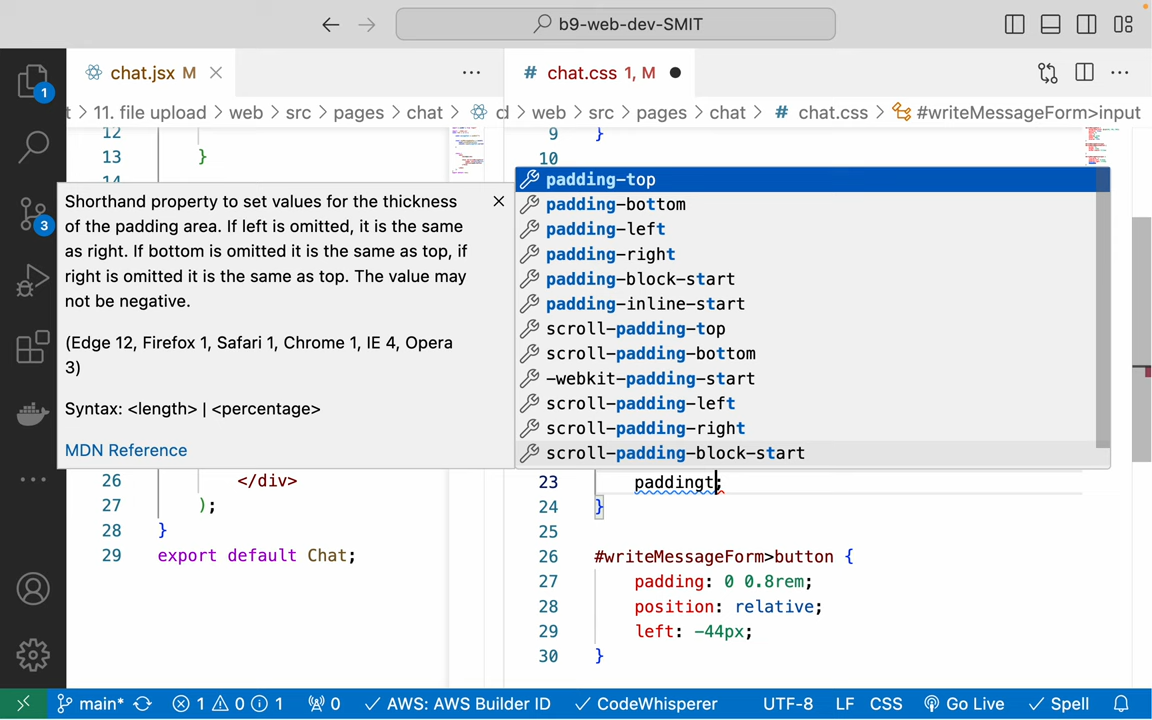 b9-web-dev-SMIT
chat.jsx M
# chat.css 1, M
t > 11. file upload > web > src > pages > chat >
web > src > pages > chat > # chat.css > #writeMessageForm>input
1
3
12
13 }
14
9 }
10
Shorthand property to set values for the thickness
of the padding area. If left is omitted, it is the same
as right. If bottom is omitted it is the same as top, if
right is omitted it is the same as top. The value may
not be negative.
(Edge 12, Firefox 1, Safari 1, Chrome 1, IE 4, Opera
3)
Syntax: <length> | <percentage>
MDN Reference
padding-top
padding-bottom
padding-left
padding-right
padding-block-start
padding-inline-start
scroll-padding-top
scroll-padding-bottom
-webkit-padding-start
scroll-padding-left
scroll-padding-right
scroll-padding-block-start
26 </div>
27 );
28 }
29 export default Chat;
23 paddingt;
24 }
25
26 #writeMessageForm>button {
27 padding: 0 0.8rem;
28 position: relative;
29 left: -44px;
30 }
main* 1 0 1 0 AWS: AWS Builder ID CodeWhisperer UTF-8 LF CSS Go Live Spell